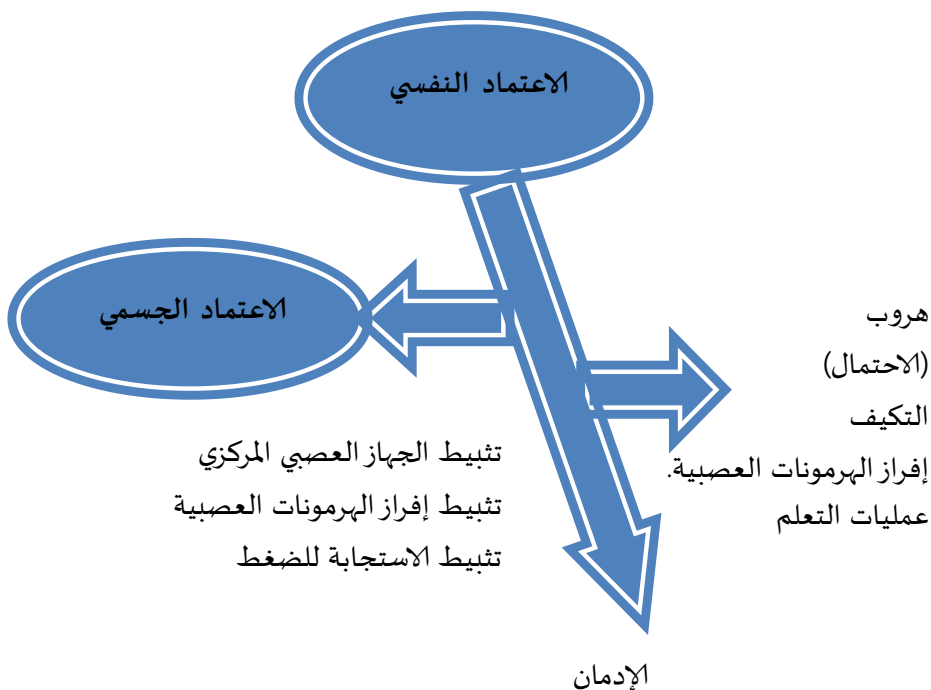 الاعتماد النفسي
الاعتماد الجسمي
هروب
(الاحتمال)
التكيف
إفراز الهرمونات العصبية.
عمليات التعلم
تثبيط الجهاز العصبي المركزي
تثبيط إفراز الهرمونات العصبية
تثبيط الاستجابة للضغط
الإدمان